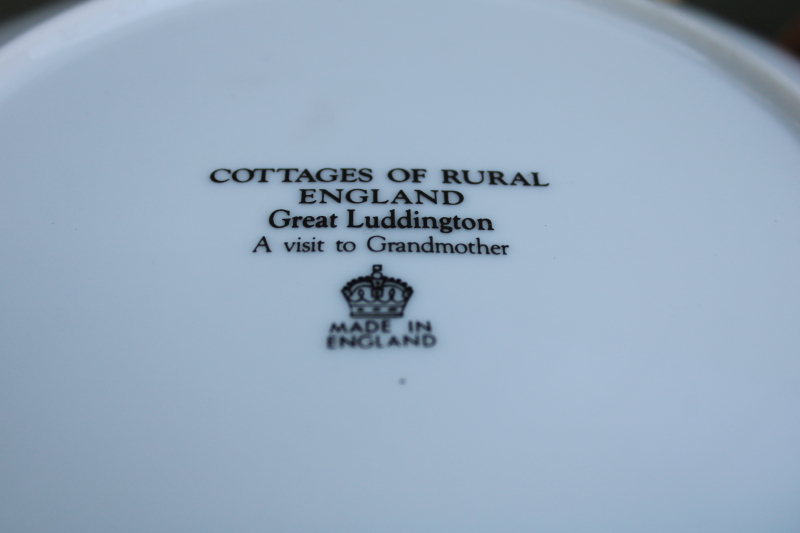 COTTAGES OF RURAL
ENGLAND
Great Luddington
A visit to Grandmother
MADE IN
ENGLAND